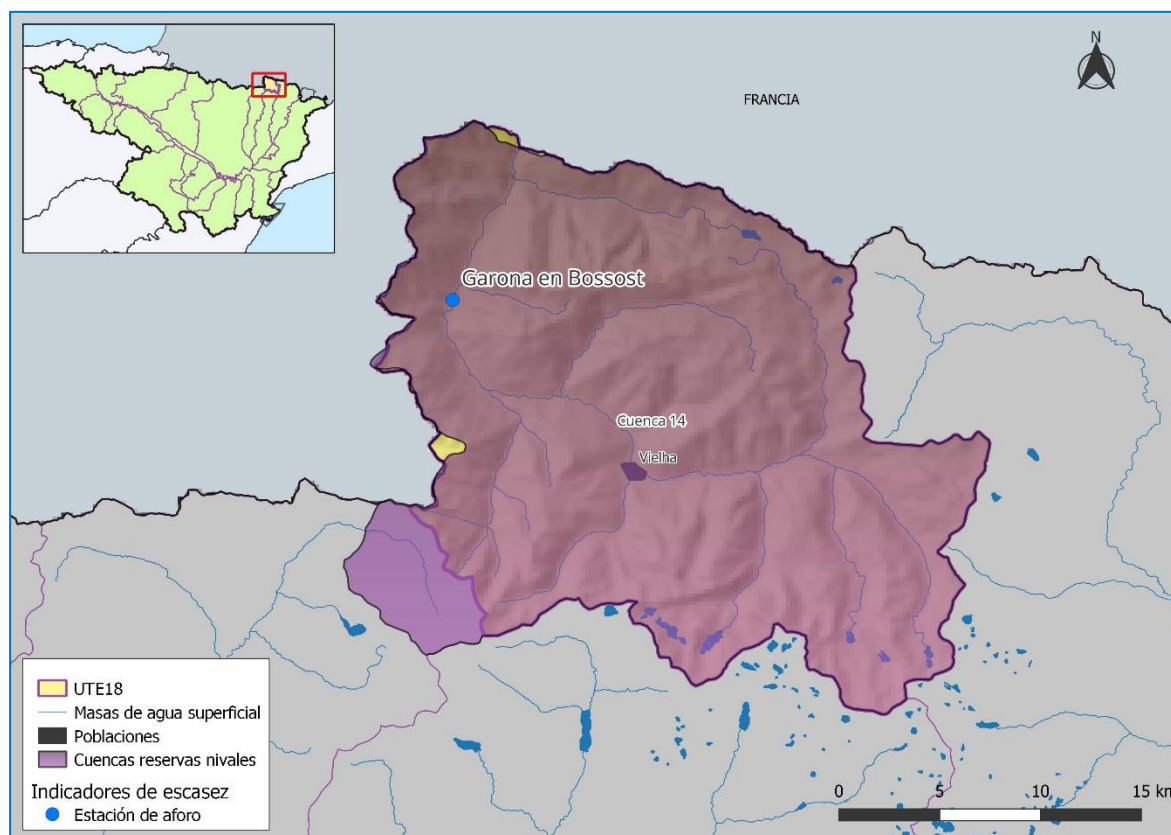 N
FRANCIA
Garona en Bossost
Cuenca 14
Vielha
UTE18
Masas de agua superficial
Poblaciones
Cuencas reservas nivales
Indicadores de escasez
Estación de aforo
0 5 10 15 km